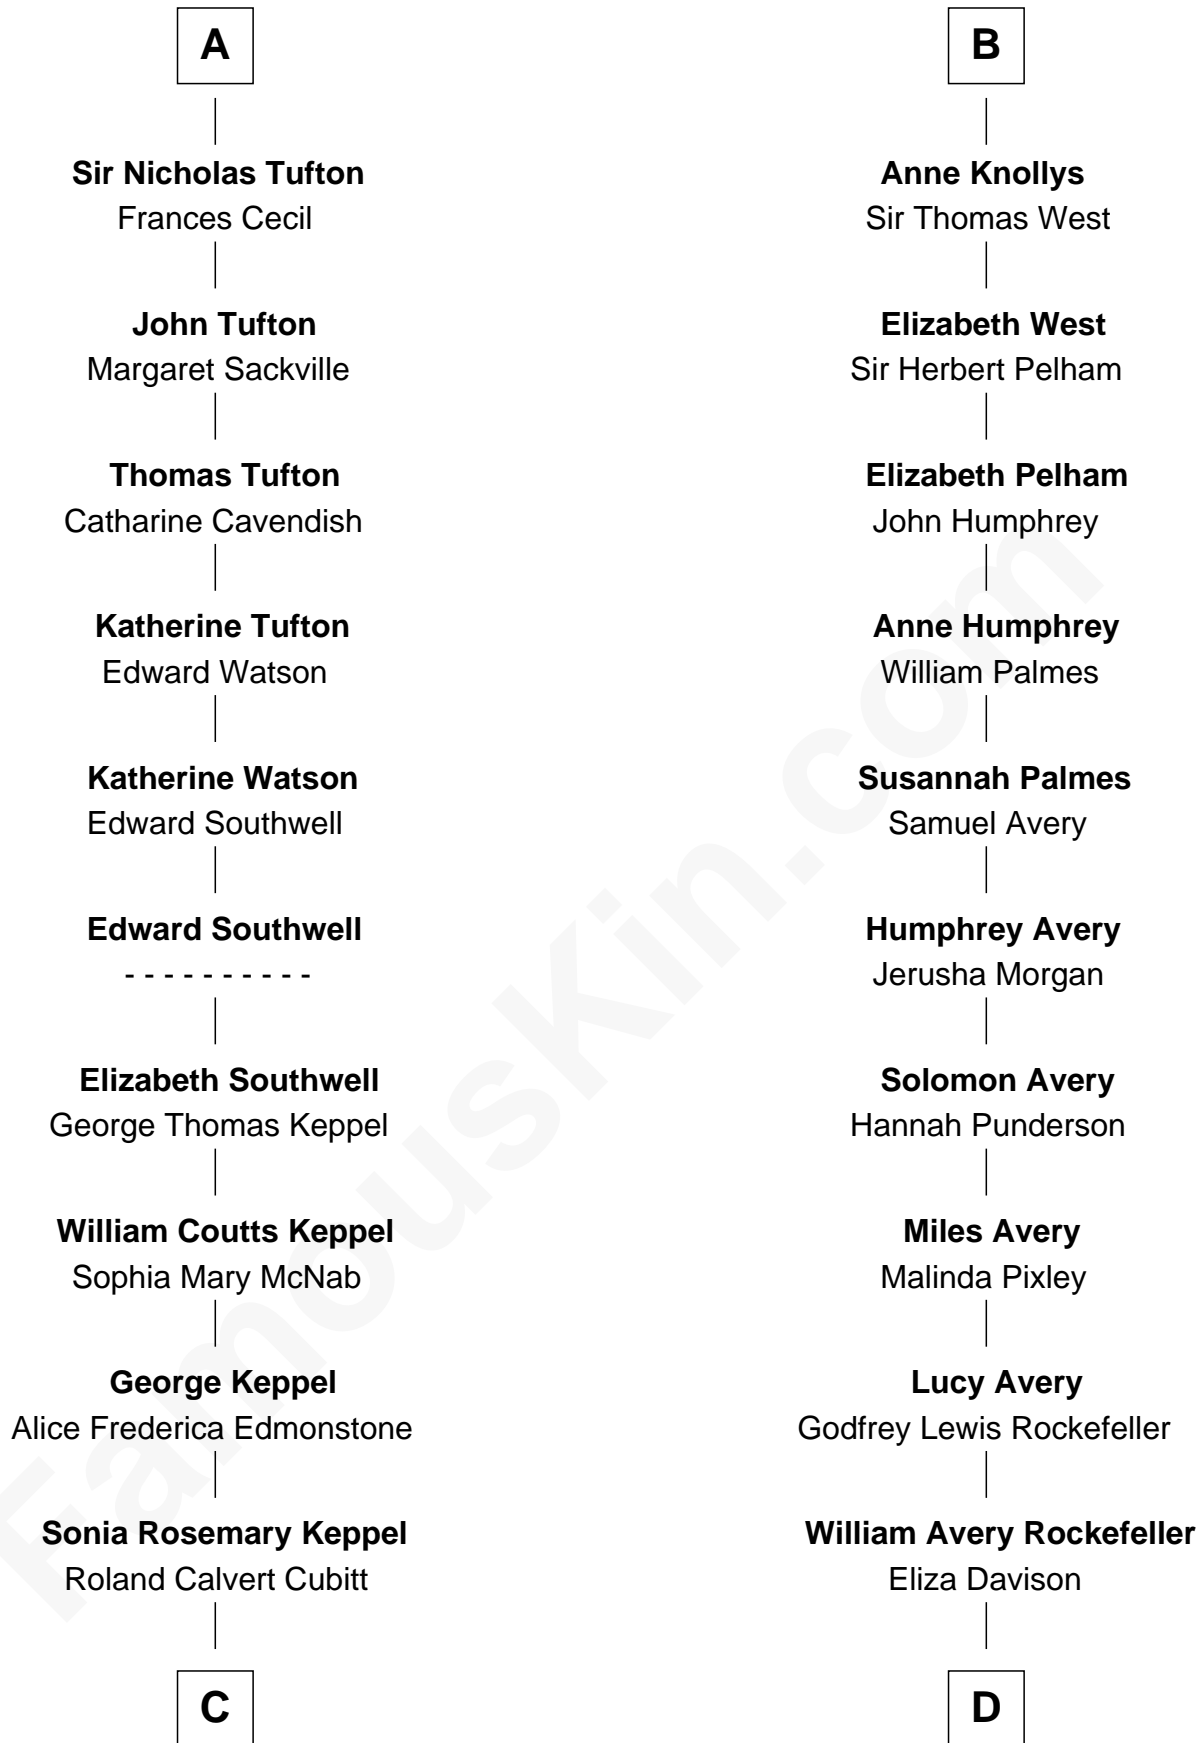 A
Sir Nicholas Tufton
Frances Cecil
John Tufton
Margaret Sackville
Thomas Tufton
Catharine Cavendish
Katherine Tufton
Edward Watson
Katherine Watson
Edward Southwell
Edward Southwell
- - - - - - - - - -
Elizabeth Southwell
George Thomas Keppel
William Coutts Keppel
Sophia Mary McNab
George Keppel
Alice Frederica Edmonstone
Sonia Rosemary Keppel
Roland Calvert Cubitt
C
B
Anne Knollys
Sir Thomas West
Elizabeth West
Sir Herbert Pelham
Elizabeth Pelham
John Humphrey
Anne Humphrey
William Palmes
Susannah Palmes
Samuel Avery
Humphrey Avery
Jerusha Morgan
Solomon Avery
Hannah Punderson
Miles Avery
Malinda Pixley
Lucy Avery
Godfrey Lewis Rockefeller
William Avery Rockefeller
Eliza Davison
D
FamousKin.com